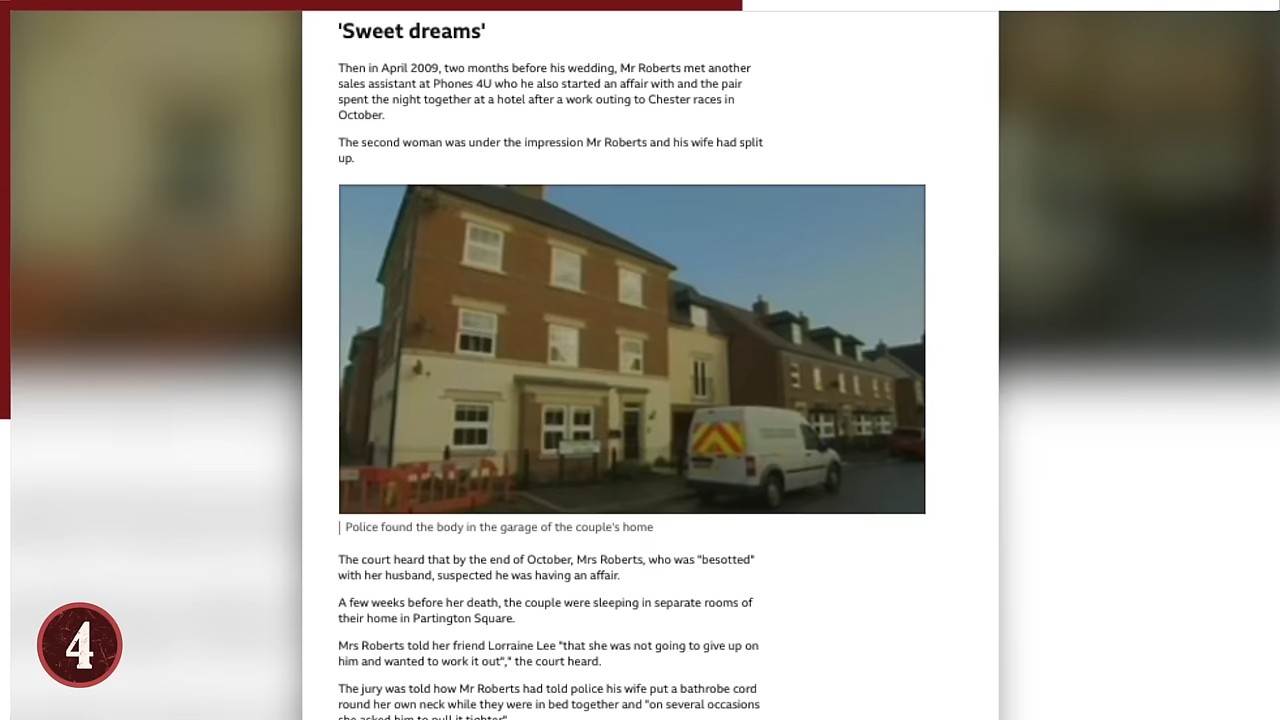 'Sweet dreams'
Then in April 2009, two months before his wedding, Mr Roberts met another
sales assistant at Phones 4U who he also started an affair with and the pair
spent the night together at a hotel after a work outing to Chester races in
October.
The second woman was under the impression Mr Roberts and his wife had split
up.
Police found the body in the garage of the couple's home
The court heard that by the end of October, Mrs Roberts, who was "besotted"
with her husband, suspected he was having an affair.
A few weeks before her death, the couple were sleeping in separate rooms of
their home in Partington Square.
Mrs Roberts told her friend Lorraine Lee "that she was not going to give up on
him and wanted to work it out"," the court heard.
The jury was told how Mr Roberts had told police his wife put a bathrobe cord
round her own neck while they were in bed together and "on several occasions
she asked him to pull it tighter".
4